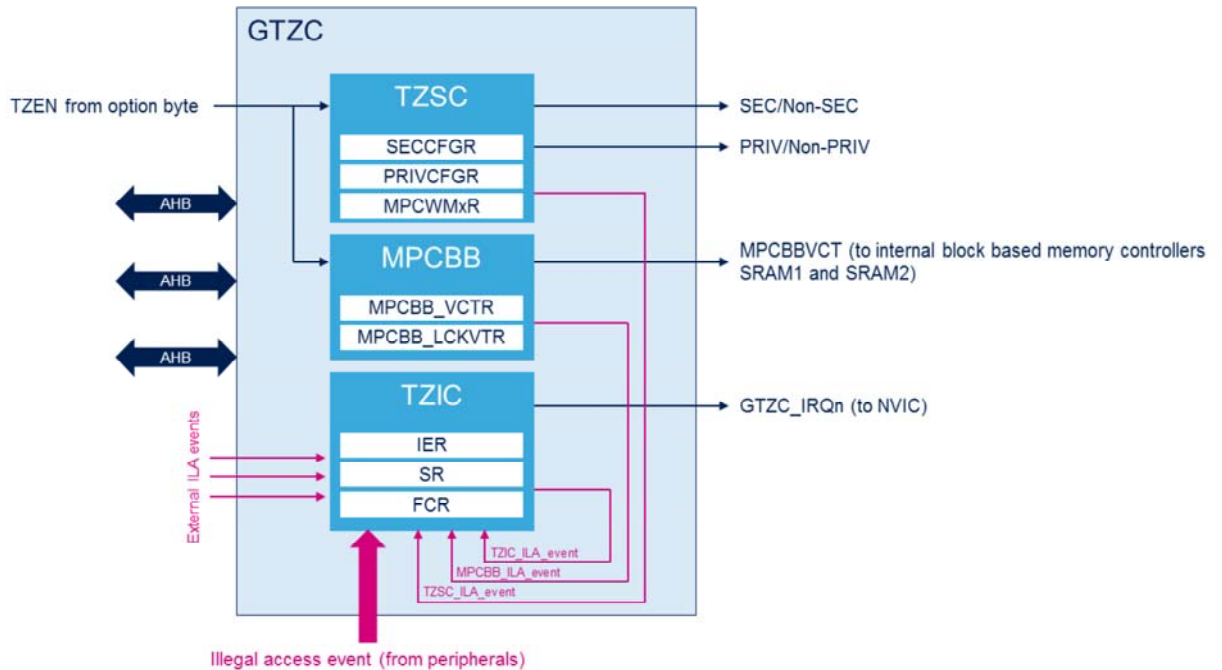 GTZC
TZEN from option byte
TZSC
SECCFGR
PRIVCFGR
MPCWMxR
SEC/Non-SEC
PRIV/Non-PRIV
AHB
AHB
AHB
MPCBB
MPCBB_VCTR
MPCBB_LCKVTR
MPCBBVCT (to internal block based memory controllers
SRAM1 and SRAM2)
TZIC
IER
SR
FCR
GTZC_IRQn (to NVIC)
External ILA events
TZIC_ILA_event
MPCBB_ILA_event
TZSC_ILA_event
Illegal access event (from peripherals)